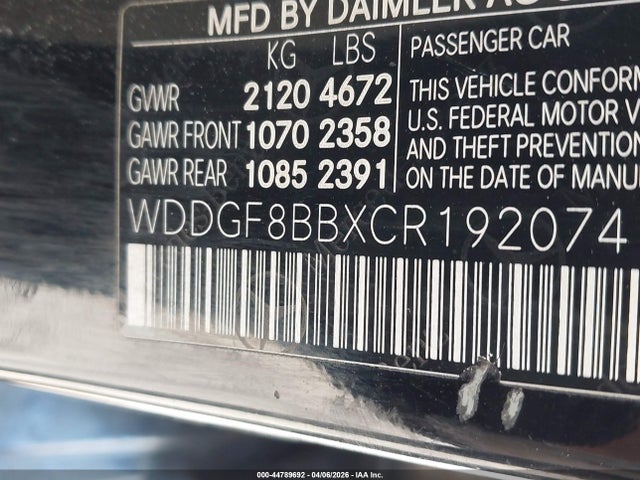 MFD BY DAIMLER AG
KG LBS
GVWR 2120 4672
GAWR FRONT 1070 2358
GAWR REAR 1085 2391
PASSENGER CAR
THIS VEHICLE CONFORM
U.S. FEDERAL MOTOR V
AND THEFT PREVENTION
ON THE DATE OF MANU
WDDGF8BBXCR192074
000-44789692 - 04/06/2026 - IAA Inc.